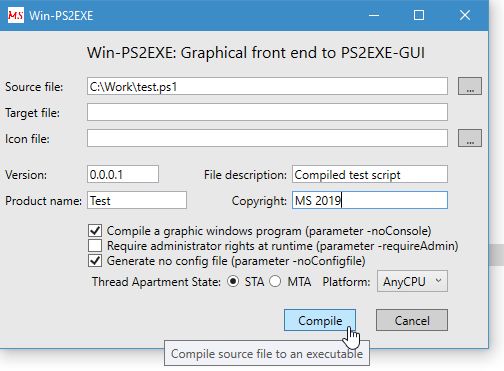 MS Win-PS2EXE
Win-PS2EXE: Graphical front end to PS2EXE-GUI
Source file: C:\Work\test.ps1 ...
Target file:
Icon file: ...
Version: 0.0.0.1 File description: Compiled test script
Product name: Test Copyright: MS 2019
Compile a graphic windows program (parameter -noConsole)
Require administrator rights at runtime (parameter -requireAdmin)
Generate no config file (parameter -noConfigfile)
Thread Apartment State: STA MTA Platform: AnyCPU
Compile Cancel
Compile source file to an executable